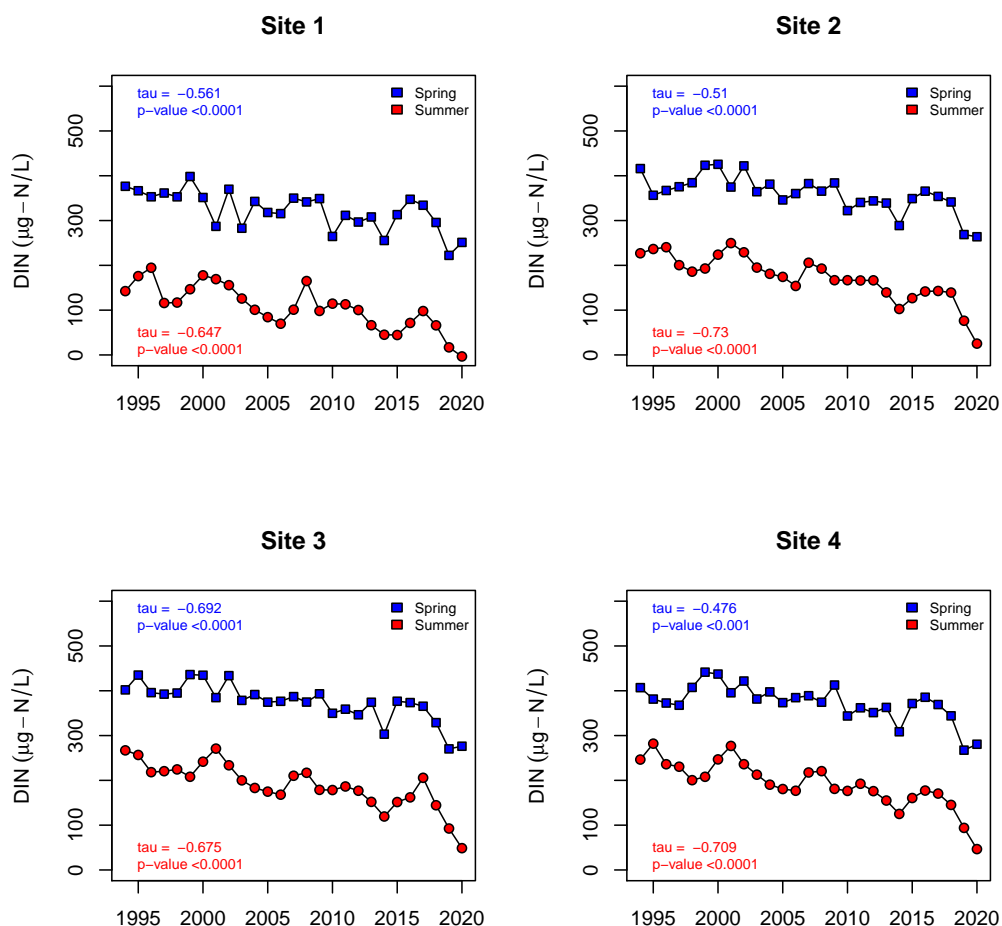 Site 1
tau = −0.561
p−value <0.0001
Spring
Summer
DIN (μg−N/L)
500
300
100
0
tau = −0.647
p−value <0.0001
1995 2000 2005 2010 2015 2020
Site 2
tau = −0.51
p−value <0.0001
Spring
Summer
DIN (μg−N/L)
500
300
100
0
tau = −0.73
p−value <0.0001
1995 2000 2005 2010 2015 2020
Site 3
tau = −0.692
p−value <0.0001
Spring
Summer
DIN (μg−N/L)
500
300
100
0
tau = −0.675
p−value <0.0001
1995 2000 2005 2010 2015 2020
Site 4
tau = −0.476
p−value <0.001
Spring
Summer
DIN (μg−N/L)
500
300
100
0
tau = −0.709
p−value <0.0001
1995 2000 2005 2010 2015 2020